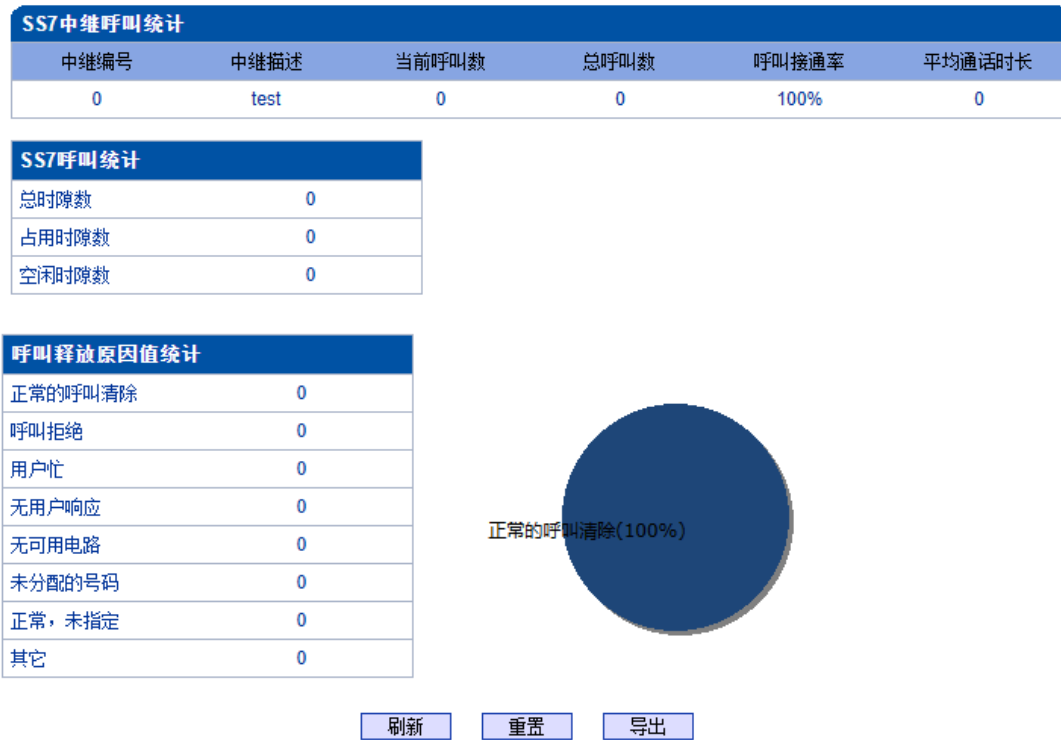 SS7中继呼叫统计
中继编号 中继描述 当前呼叫数 总呼叫数 呼叫接通率 平均通话时长
0 test 0 0 100% 0
SS7呼叫统计
总时隙数 0
占用时隙数 0
空闲时隙数 0
呼叫释放原因值统计
正常的呼叫清除 0
呼叫拒绝 0
用户忙 0
无用户响应 0
无可用电路 0
未分配的号码 0
正常，未指定 0
其它 0
正常的呼叫清除(100%)
刷新 重置 导出